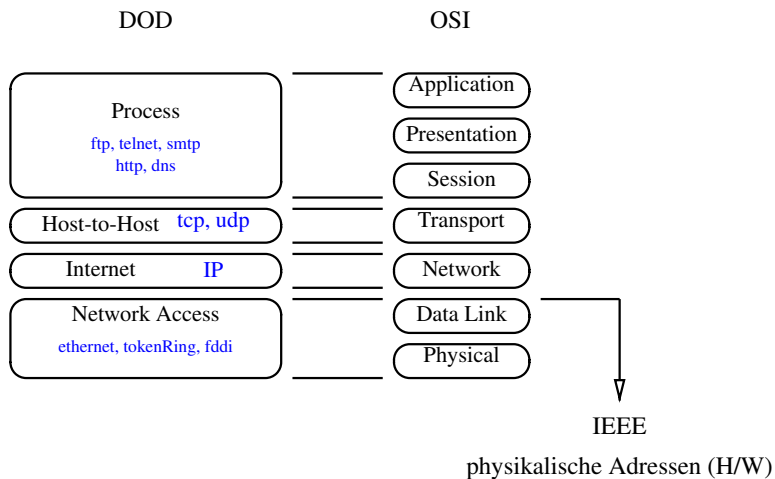 DOD
OSI
Process
ftp, telnet, smtp
http, dns
Application
Presentation
Session
Host-to-Host tcp, udp
Transport
Internet IP
Network
Network Access
ethernet, tokenRing, fddi
Data Link
Physical
IEEE
physikalische Adressen (H/W)